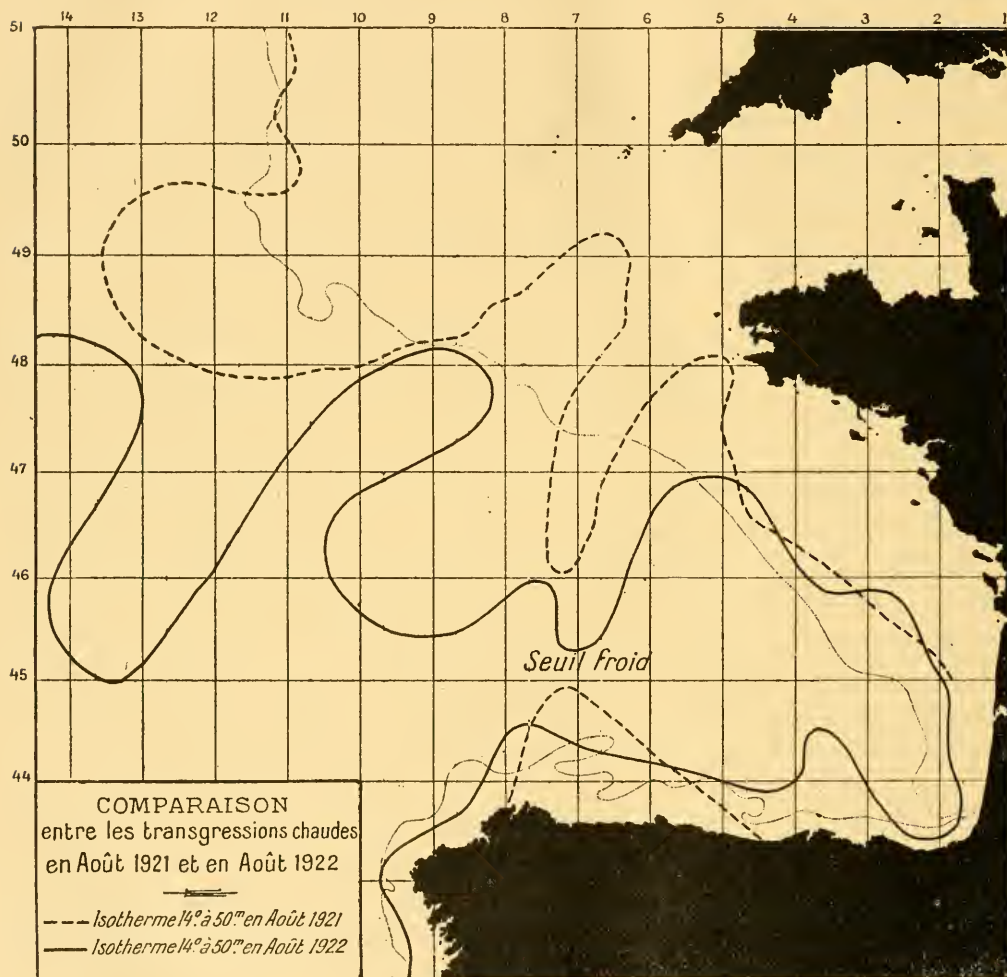 14 13 12 11 10 9 8 7 6 5 4 3 2 1
51
50
49
48
47
46
45
44
Seuil froid
COMPARAISON
entre les transgressions chaudes
en Août 1921 et en Août 1922
Isotherme 14° à 50m en Août 1921
Isotherme 14° à 50m en Août 1922